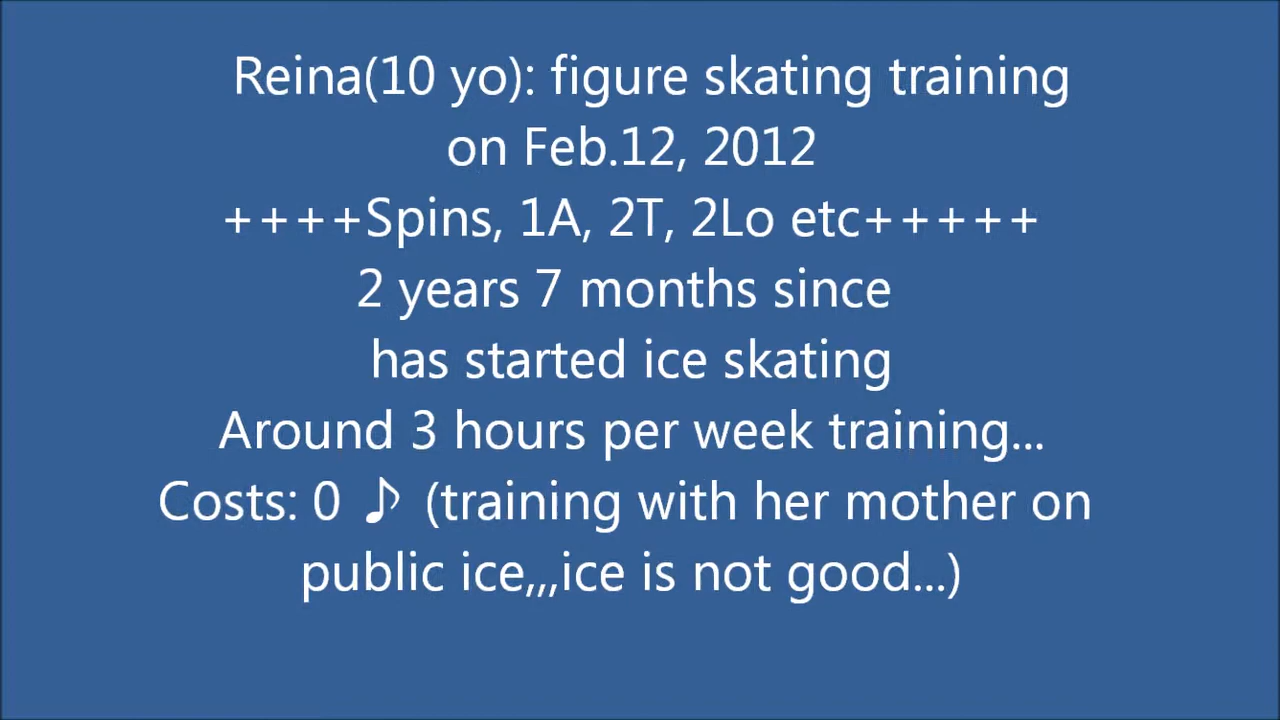 Reina(10 yo): figure skating training
on Feb.12, 2012
++++Spins, 1A, 2T, 2Lo etc+++++
2 years 7 months since
has started ice skating
Around 3 hours per week training...
Costs: 0 ♪ (training with her mother on
public ice,,,ice is not good...)